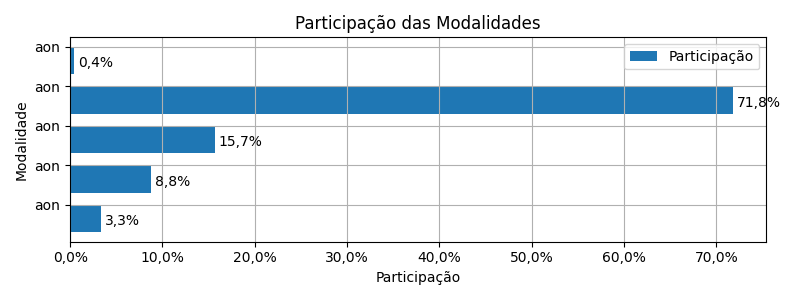 Participação das Modalidades
Participação
aon
0,4%
aon
71,8%
aon
15,7%
aon
8,8%
aon
3,3%
Modalidade
0,0% 10,0% 20,0% 30,0% 40,0% 50,0% 60,0% 70,0%
Participação